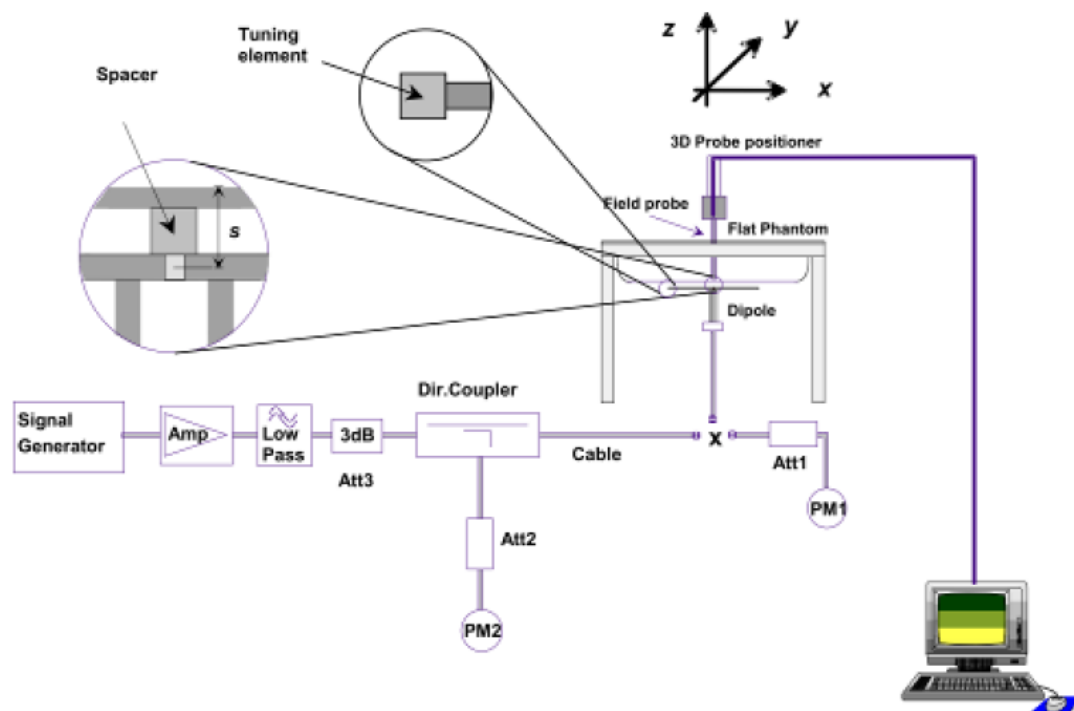 Tuning
element
Spacer
z
y
x
3D Probe positioner
Field probe
Flat Phantom
s
Dipole
Dir.Coupler
Signal
Generator
Amp
Low
Pass
3dB
Att3
Cable
X
Att1
PM1
Att2
PM2